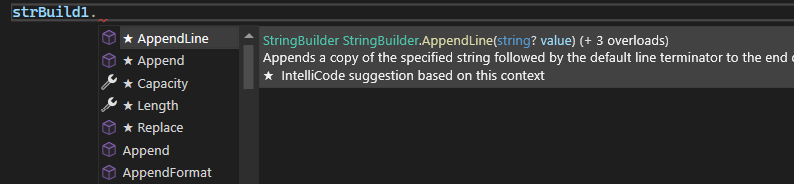 strBuild1.
★ AppendLine
★ Append
★ Capacity
★ Length
★ Replace
Append
AppendFormat
StringBuilder StringBuilder.AppendLine(string? value) (+ 3 overloads)
Appends a copy of the specified string followed by the default line terminator to the end
★ IntelliCode suggestion based on this context